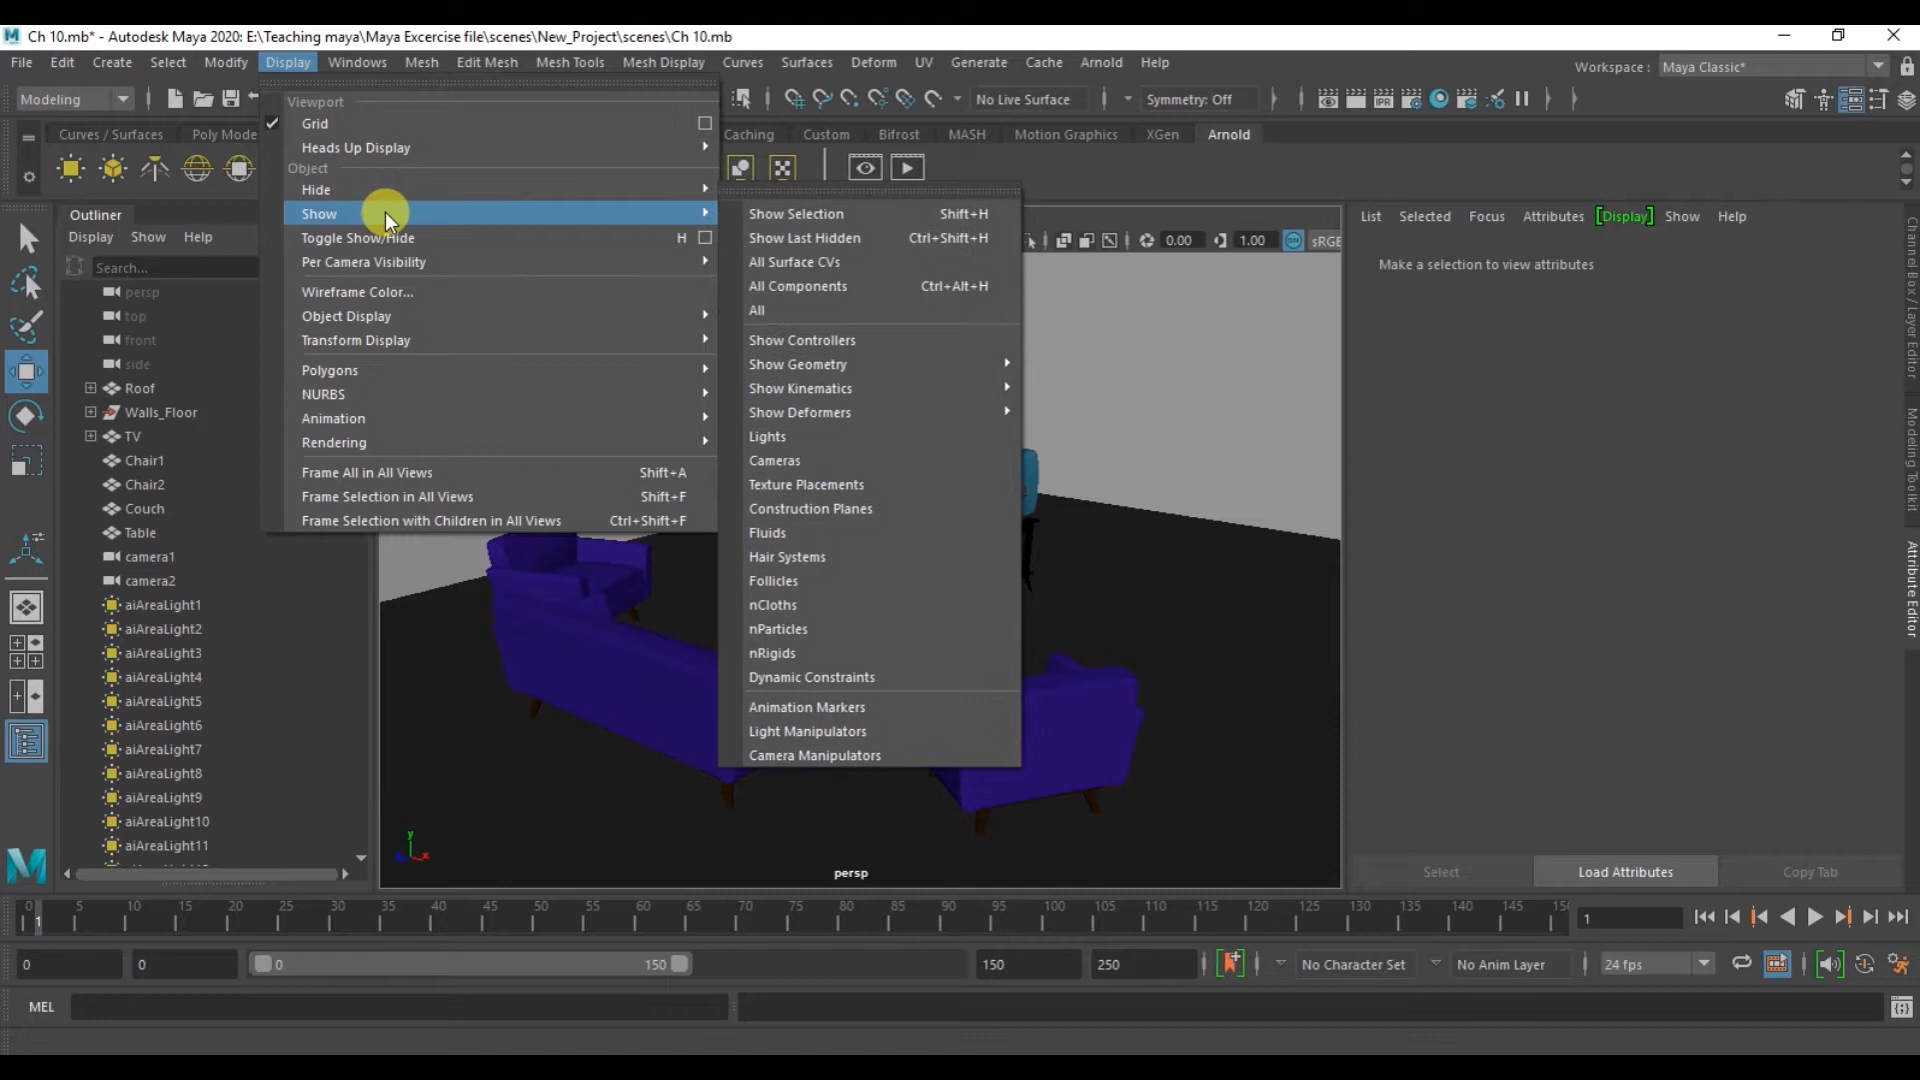 Ch 10.mb* - Autodesk Maya 2020: E:\Teaching maya\Maya Excercise file\scenes\New_Project\scenes\Ch 10.mb
File Edit Create Select Modify Display Windows Mesh Edit Mesh Mesh Tools Mesh Display Curves Surfaces Deform UV Generate Cache Arnold Help
Workspace : Maya Classic*
Modeling
No Live Surface
Symmetry: Off
IPR
Curves / Surfaces
Poly Mode
Caching Custom Bifrost MASH Motion Graphics XGen Arnold
Viewport
Grid
Heads Up Display
Object
Hide
Show
Toggle Show/Hide H
Per Camera Visibility
Wireframe Color...
Object Display
Transform Display
Polygons
NURBS
Animation
Rendering
Frame All in All Views Shift+A
Frame Selection in All Views Shift+F
Frame Selection with Children in All Views Ctrl+Shift+F
Show Selection Shift+H
Show Last Hidden Ctrl+Shift+H
All Surface CVs
All Components Ctrl+Alt+H
All
Show Controllers
Show Geometry
Show Kinematics
Show Deformers
Lights
Cameras
Texture Placements
Construction Planes
Fluids
Hair Systems
Follicles
nCloths
nParticles
nRigids
Dynamic Constraints
Animation Markers
Light Manipulators
Camera Manipulators
Outliner
Display Show Help
Search...
persp
top
front
side
Roof
Walls_Floor
TV
Chair1
Chair2
Couch
Table
camera1
camera2
aiAreaLight1
aiAreaLight2
aiAreaLight3
aiAreaLight4
aiAreaLight5
aiAreaLight6
aiAreaLight7
aiAreaLight8
aiAreaLight9
aiAreaLight10
aiAreaLight11
0.00 1.00 ON sRGB
y
x
persp
List Selected Focus Attributes [Display] Show Help
Make a selection to view attributes
Select Load Attributes Copy Tab
Channel Box / Layer Editor
Modeling Toolkit
Attribute Editor
0 5 10 15 20 25 30 35 40 45 50 55 60 65 70 75 80 85 90 95 100 105 110 115 120 125 130 135 140 145 15
1
1
0 0 0 150 150 250 No Character Set No Anim Layer 24 fps
MEL